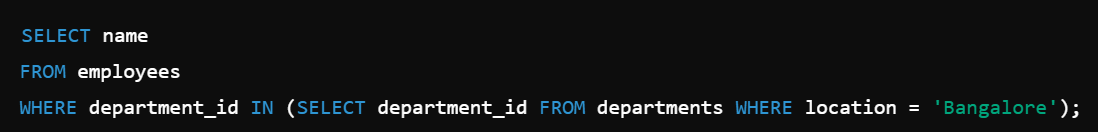 SELECT name
FROM employees
WHERE department_id IN (SELECT department_id FROM departments WHERE location = 'Bangalore');